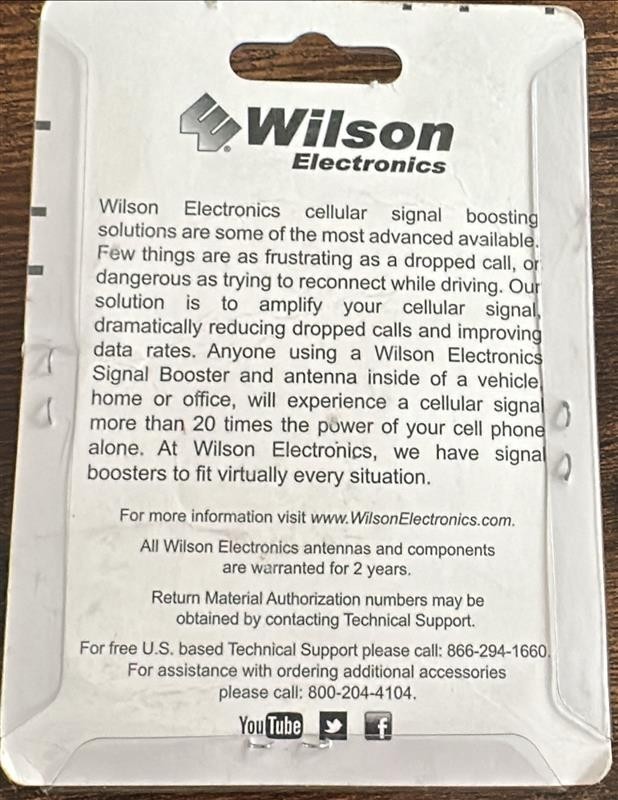 Wilson
Electronics
Wilson Electronics cellular signal boosting
solutions are some of the most advanced available.
Few things are as frustrating as a dropped call, or
dangerous as trying to reconnect while driving. Our
solution is to amplify your cellular signal,
dramatically reducing dropped calls and improving
data rates. Anyone using a Wilson Electronics
Signal Booster and antenna inside of a vehicle,
home or office, will experience a cellular signal
more than 20 times the power of your cell phone
alone. At Wilson Electronics, we have signal
boosters to fit virtually every situation.
For more information visit www.WilsonElectronics.com.
All Wilson Electronics antennas and components
are warranted for 2 years.
Return Material Authorization numbers may be
obtained by contacting Technical Support.
For free U.S. based Technical Support please call: 866-294-1660.
For assistance with ordering additional accessories
please call: 800-204-4104.
YouTube f